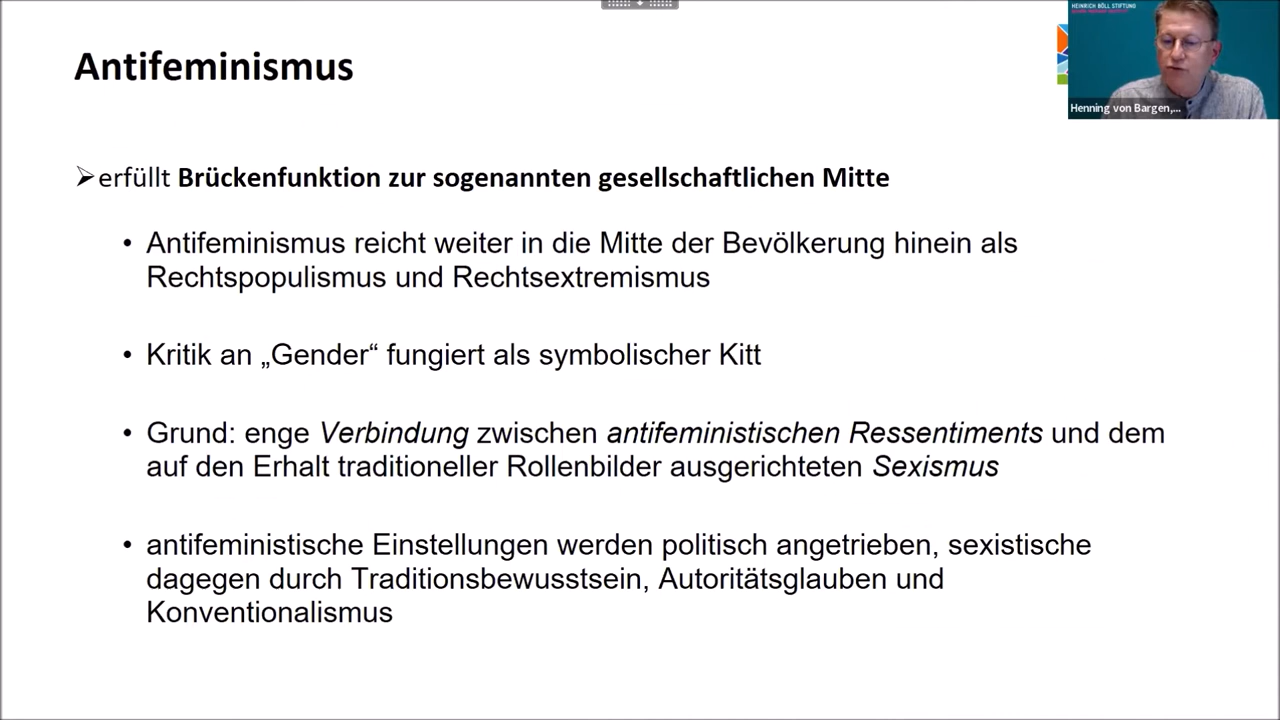 Antifeminismus
HEINRICH BÖLL STIFTUNG
Henning von Bargen,...
➢erfüllt Brückenfunktion zur sogenannten gesellschaftlichen Mitte
• Antifeminismus reicht weiter in die Mitte der Bevölkerung hinein als
Rechtspopulismus und Rechtsextremismus
• Kritik an „Gender“ fungiert als symbolischer Kitt
• Grund: enge Verbindung zwischen antifeministischen Ressentiments und dem
auf den Erhalt traditioneller Rollenbilder ausgerichteten Sexismus
• antifeministische Einstellungen werden politisch angetrieben, sexistische
dagegen durch Traditionsbewusstsein, Autoritätsglauben und
Konventionalismus